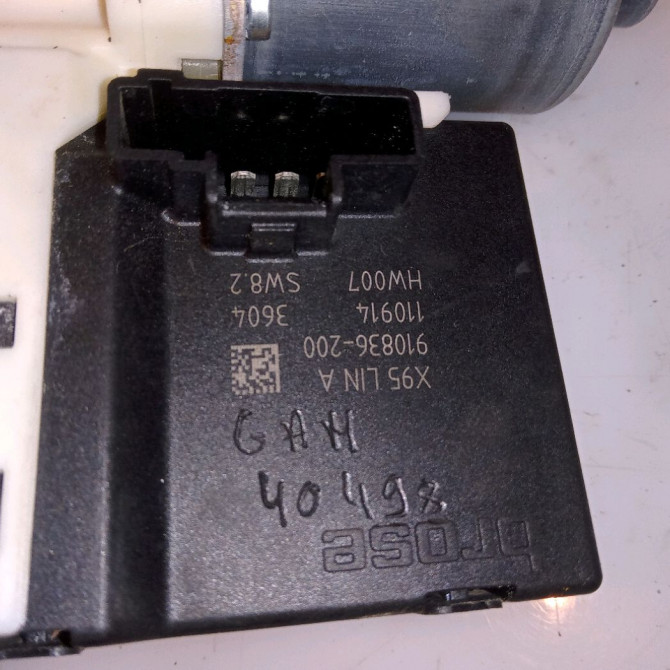 X95 LIN A
910836-200
110914 3604
HW007 SW8.2
GAH
40498
brose